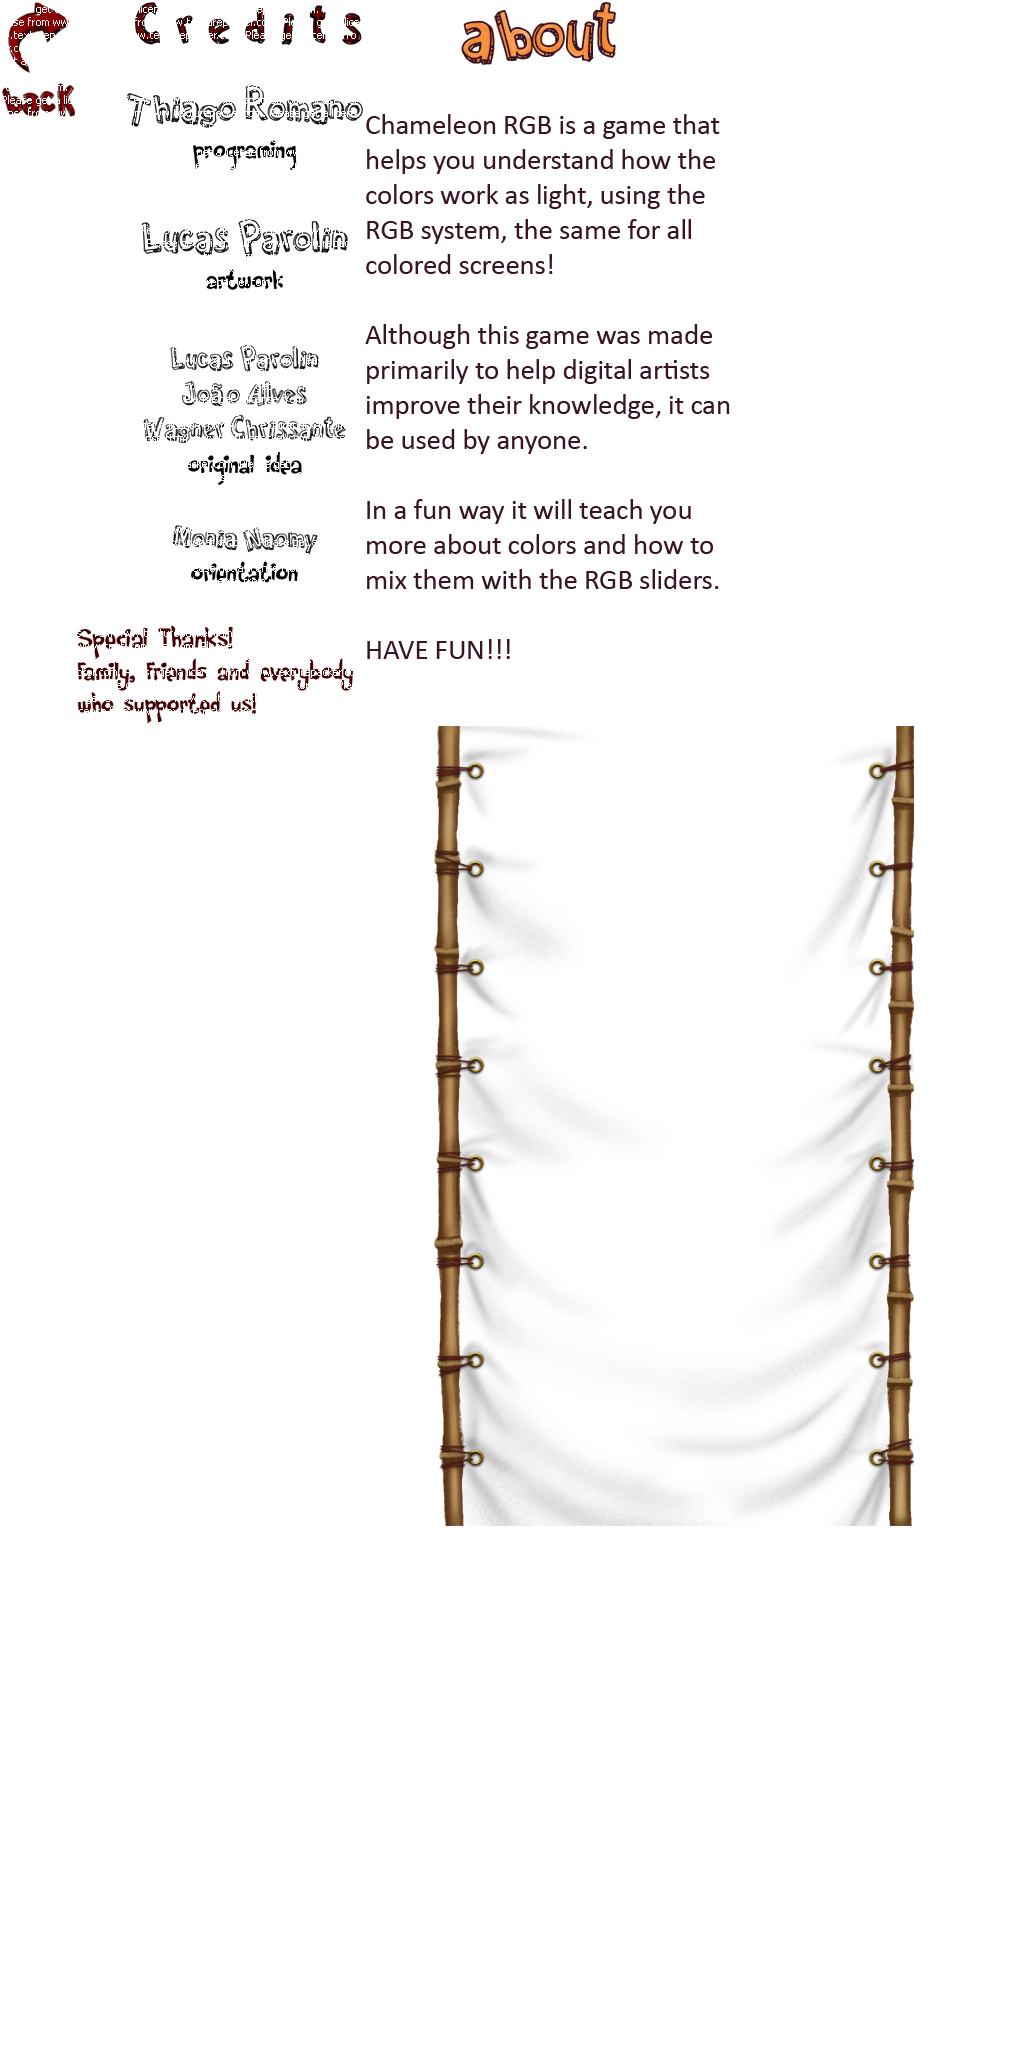 back
Credits
Thiago Romano
programing
Lucas Parolin
artwork
Lucas Parolin
João Alves
Wagner Chrissante
original idea
Monia Naomy
orientation
Special Thanks!
Family, Friends and everybody
who supported us!
about
Chameleon RGB is a game that
helps you understand how the
colors work as light, using the
RGB system, the same for all
colored screens!
Although this game was made
primarily to help digital artists
improve their knowledge, it can
be used by anyone.
In a fun way it will teach you
more about colors and how to
mix them with the RGB sliders.
HAVE FUN!!!